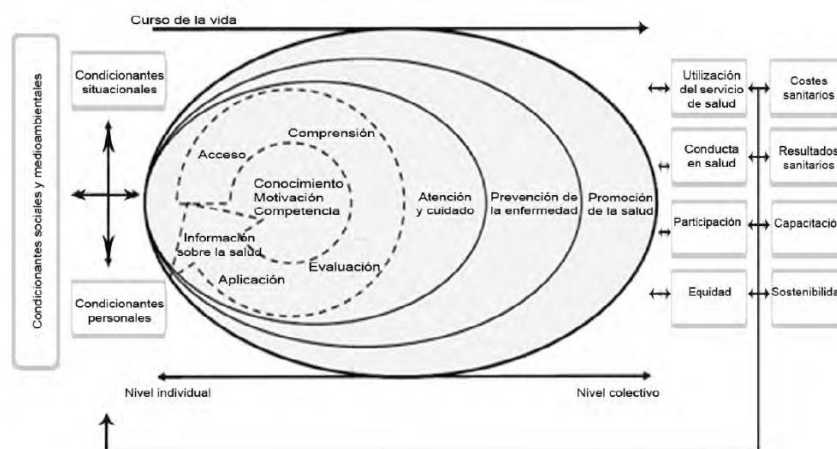 Curso de la vida
Condicionantes sociales y medioambientales
Condicionantes
situacionales
Condicionantes
personales
Acceso
Comprensión
Conocimiento
Motivación
Competencia
Información
sobre la salud
Aplicación
Evaluación
Atención
y cuidado
Prevención de
la enfermedad
Promoción
de la salud
Utilización
del servicio
de salud
Costes
sanitarios
Conducta
en salud
Resultados
sanitarios
Participación
Capacitació
Equidad
Sostenibilida
Nivel individual
Nivel colectivo